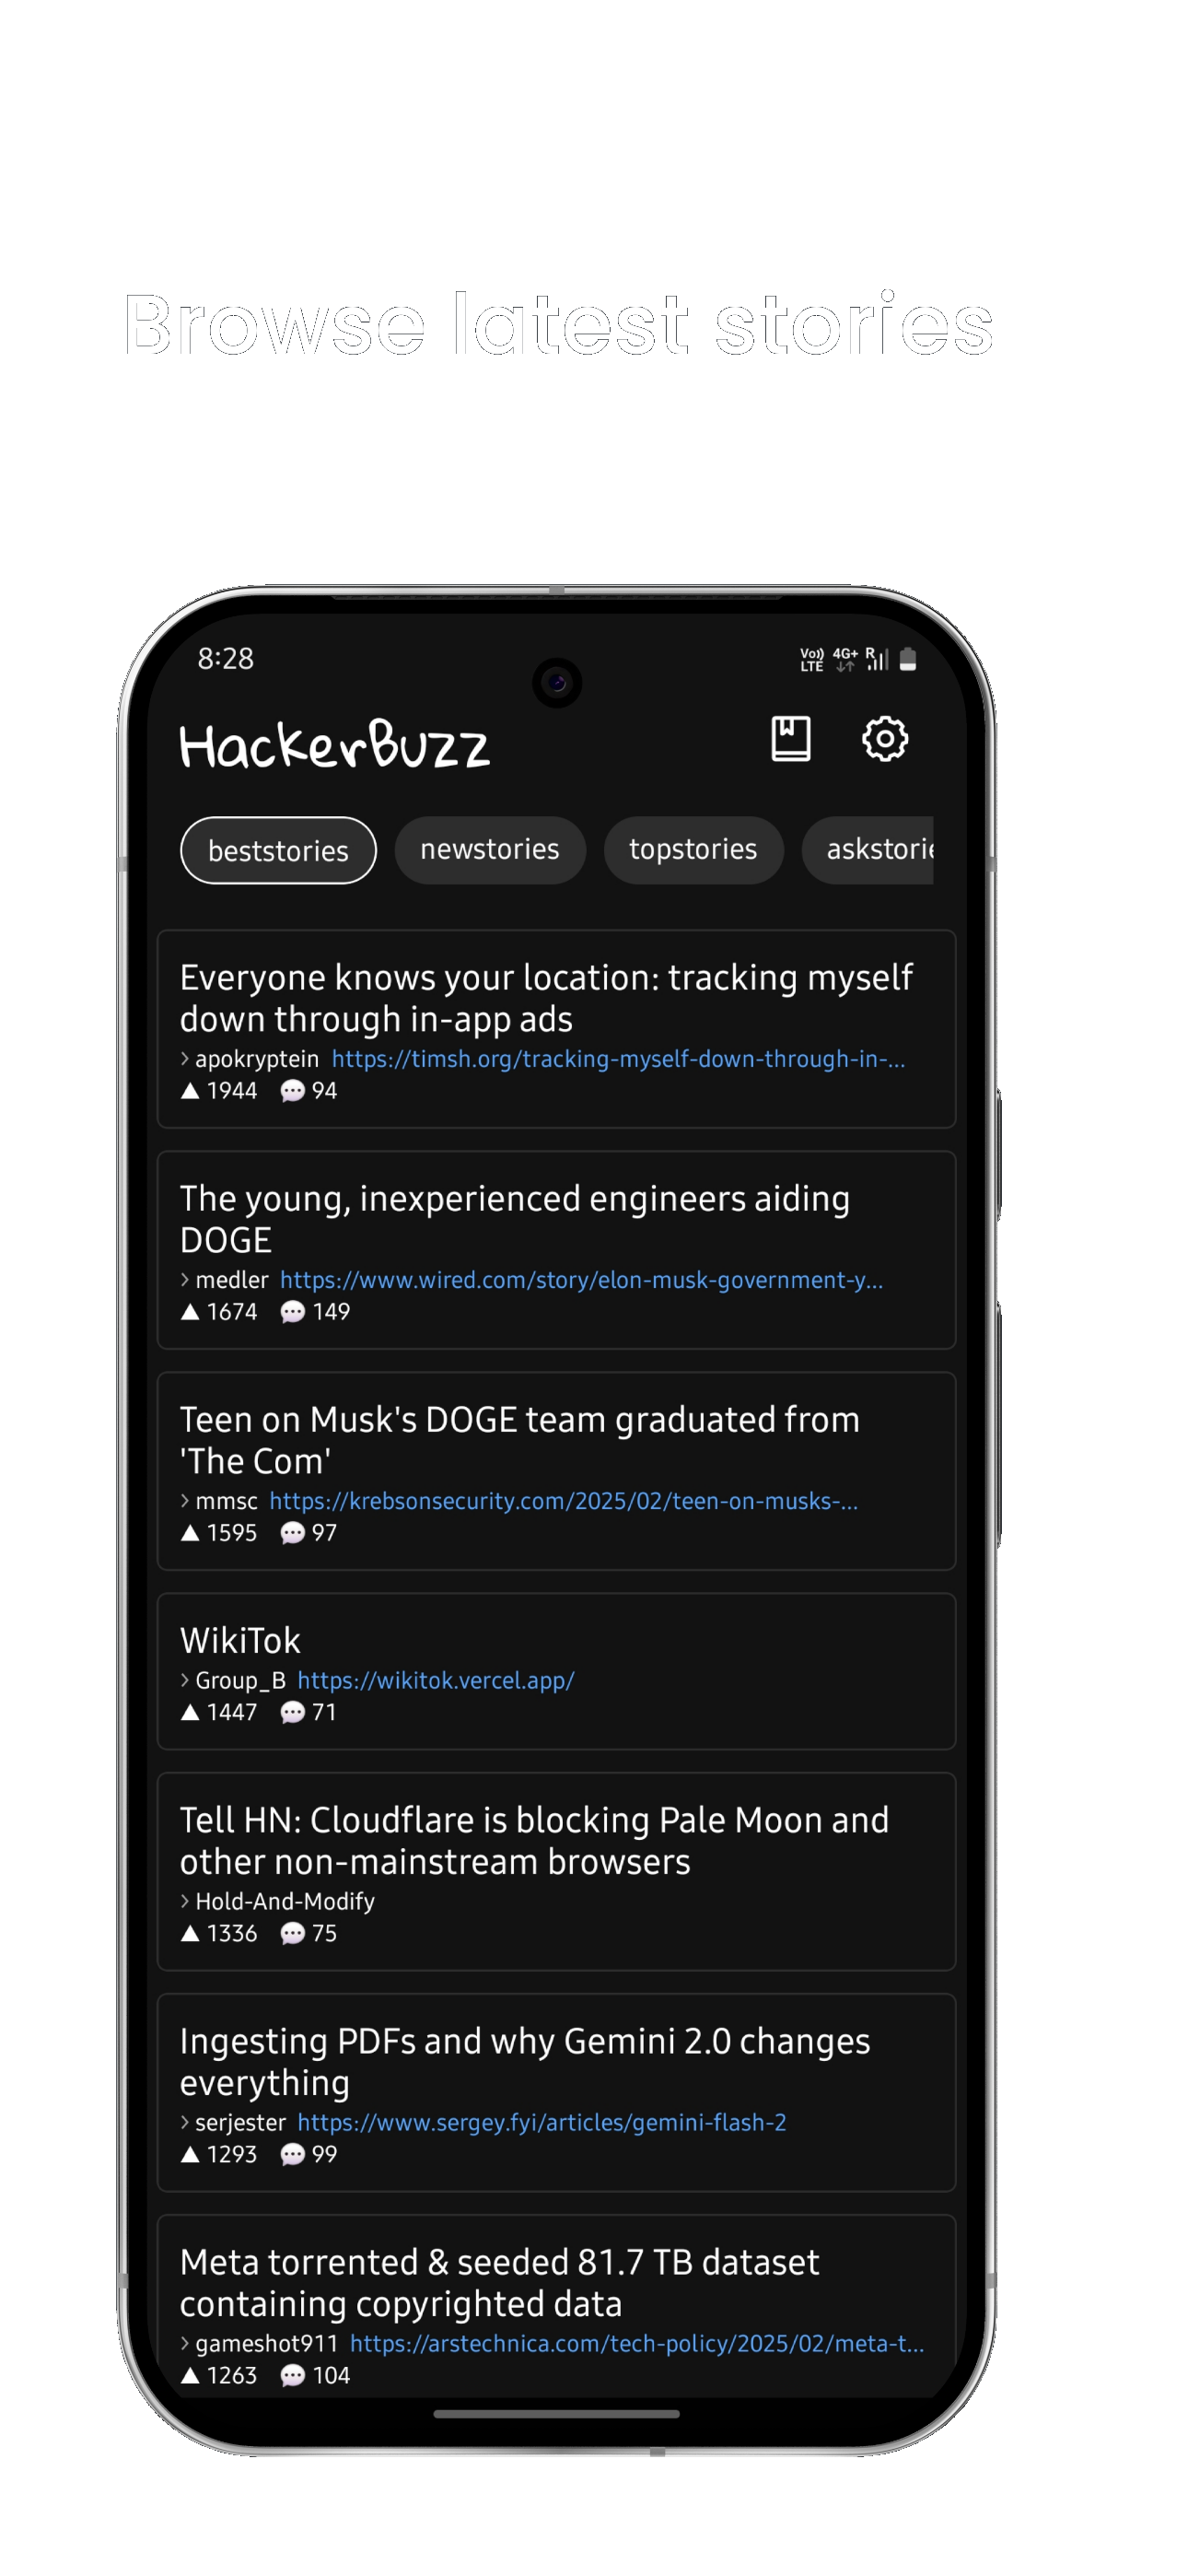 Browse latest stories
8:28
Vo)) LTE 4G+ R
HackerBuzz
beststories newstories topstories askstorie
Everyone knows your location: tracking myself
down through in-app ads
> apokryptein https://timsh.org/tracking-myself-down-through-in-...
▲ 1944 💬 94
The young, inexperienced engineers aiding
DOGE
> medler https://www.wired.com/story/elon-musk-government-y...
▲ 1674 💬 149
Teen on Musk's DOGE team graduated from
'The Com'
> mmsc https://krebsonsecurity.com/2025/02/teen-on-musks-...
▲ 1595 💬 97
WikiTok
> Group_B https://wikitok.vercel.app/
▲ 1447 💬 71
Tell HN: Cloudflare is blocking Pale Moon and
other non-mainstream browsers
> Hold-And-Modify
▲ 1336 💬 75
Ingesting PDFs and why Gemini 2.0 changes
everything
> serjester https://www.sergey.fyi/articles/gemini-flash-2
▲ 1293 💬 99
Meta torrented & seeded 81.7 TB dataset
containing copyrighted data
> gameshot911 https://arstechnica.com/tech-policy/2025/02/meta-t...
▲ 1263 💬 104